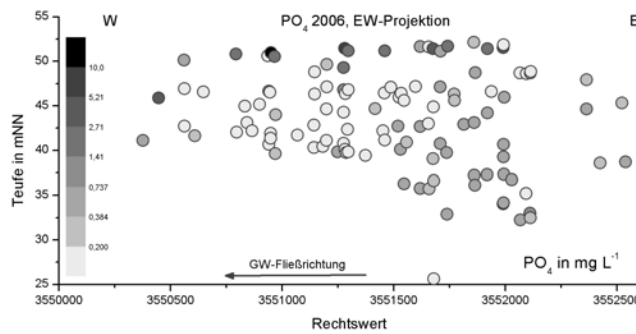 W PO4 2006, EW-Projektion E
55
50
45
40
35
30
25
Teufe in mNN
10,0
5,21
2,71
1,41
0,737
0,384
0,200
GW-Fließrichtung
PO4 in mg L-1
3550000 3550500 3551000 3551500 3552000 3552500
Rechtswert